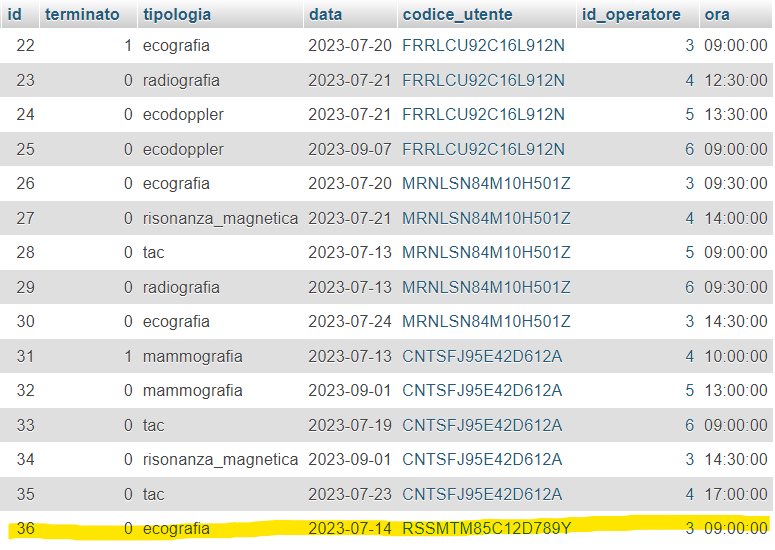 id terminato tipologia data codice_utente id_operatore ora
22 1 ecografia 2023-07-20 FRRLCU92C16L912N 3 09:00:00
23 0 radiografia 2023-07-21 FRRLCU92C16L912N 4 12:30:00
24 0 ecodoppler 2023-07-21 FRRLCU92C16L912N 5 13:30:00
25 0 ecodoppler 2023-09-07 FRRLCU92C16L912N 6 09:00:00
26 0 ecografia 2023-07-20 MRNLSN84M10H501Z 3 09:30:00
27 0 risonanza_magnetica 2023-07-21 MRNLSN84M10H501Z 4 14:00:00
28 0 tac 2023-07-13 MRNLSN84M10H501Z 5 09:00:00
29 0 radiografia 2023-07-13 MRNLSN84M10H501Z 6 09:30:00
30 0 ecografia 2023-07-24 MRNLSN84M10H501Z 3 14:30:00
31 1 mammografia 2023-07-13 CNTSFJ95E42D612A 4 10:00:00
32 0 mammografia 2023-09-01 CNTSFJ95E42D612A 5 13:00:00
33 0 tac 2023-07-19 CNTSFJ95E42D612A 6 09:00:00
34 0 risonanza_magnetica 2023-09-01 CNTSFJ95E42D612A 3 14:30:00
35 0 tac 2023-07-23 CNTSFJ95E42D612A 4 17:00:00
36 0 ecografia 2023-07-14 RSSMTM85C12D789Y 3 09:00:00